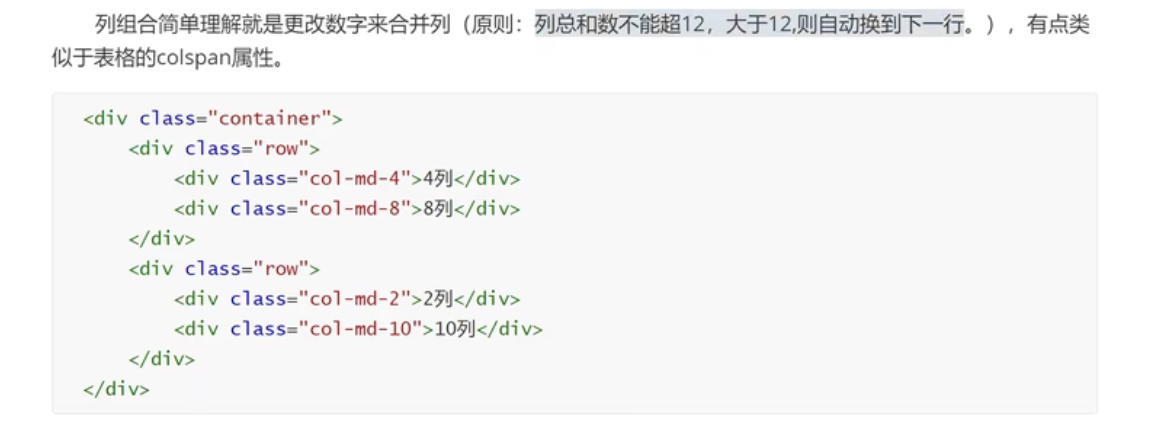 列组合简单理解就是更改数字来合并列（原则：列总和数不能超12，大于12,则自动换到下一行。），有点类
似于表格的colspan属性。
<div class="container">
    <div class="row">
        <div class="col-md-4">4列</div>
        <div class="col-md-8">8列</div>
    </div>
    <div class="row">
        <div class="col-md-2">2列</div>
        <div class="col-md-10">10列</div>
    </div>
</div>